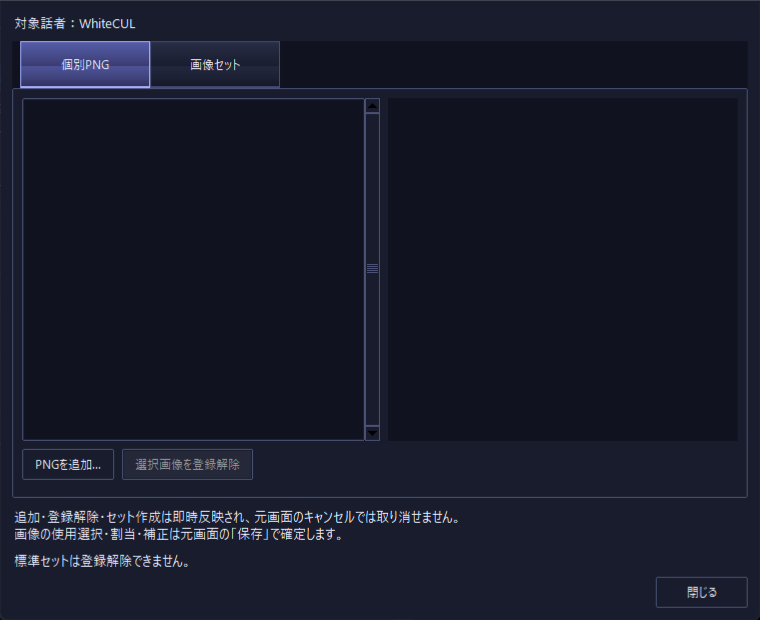 対象話者：WhiteCUL
個別PNG
画像セット
PNGを追加...
選択画像を登録解除
追加・登録解除・セット作成は即時反映され、元画面のキャンセルでは取り消せません。
画像の使用選択・割当・補正は元画面の「保存」で確定します。
標準セットは登録解除できません。
閉じる